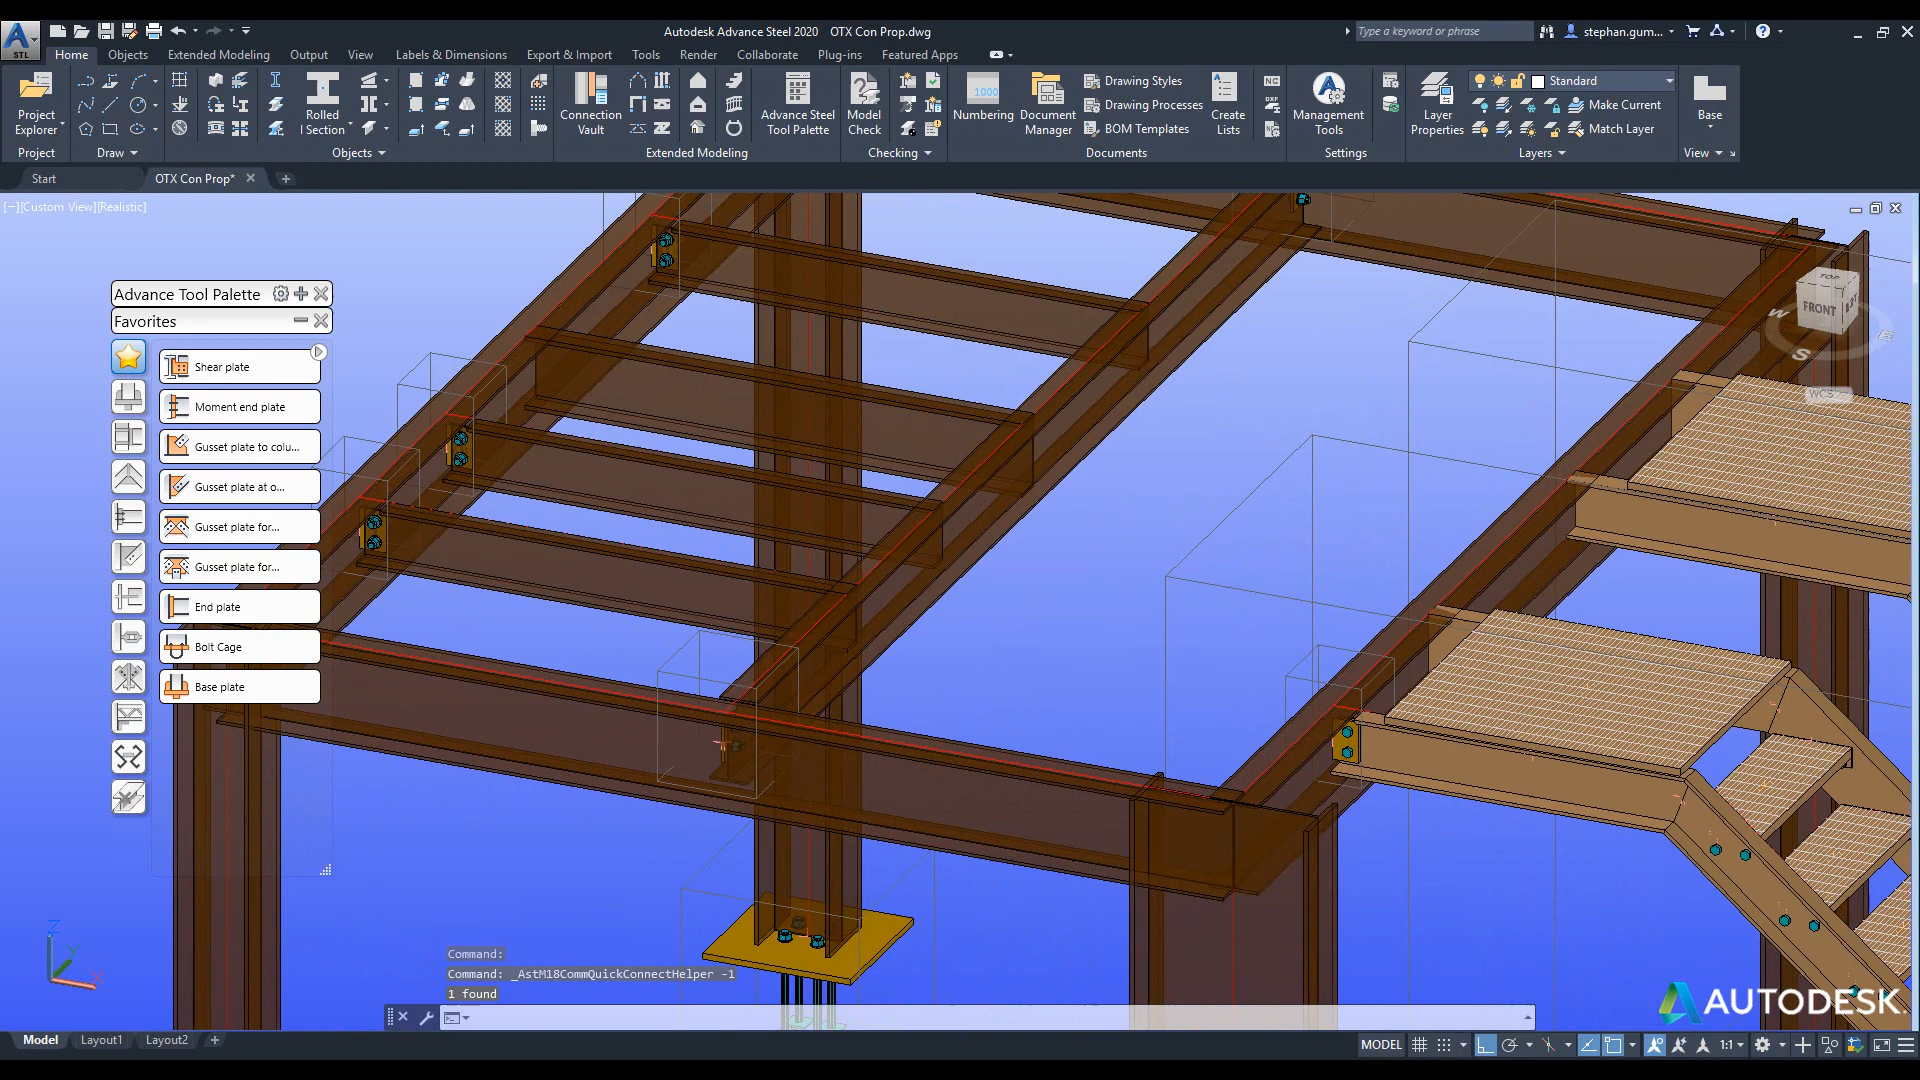 Autodesk Advance Steel 2020 OTX Con Prop.dwg
Type a keyword or phrase
stephan.gum...
STL
Home Objects Extended Modeling Output View Labels & Dimensions Export & Import Tools Render Collaborate Plug-ins Featured Apps
Project Explorer
Rolled I Section
Connection Vault
Advance Steel Tool Palette
Model Check
Numbering
1000
Document Manager
Drawing Styles
Drawing Processes
BOM Templates
Create Lists
NC
DXF
NC
Management Tools
Layer Properties
Standard
Make Current
Match Layer
Base
Project Draw Objects Extended Modeling Checking Documents Settings Layers View
Start OTX Con Prop*
[−][Custom View][Realistic]
Advance Tool Palette
Favorites
Shear plate
Moment end plate
Gusset plate to colu...
Gusset plate at o...
Gusset plate for...
Gusset plate for...
End plate
Bolt Cage
Base plate
TOP
FRONT
W
S
WCS
Z
Y
X
Command:
Command: _AstM18CommQuickConnectHelper -1
1 found
AUTODESK.
Model Layout1 Layout2
MODEL
1:1